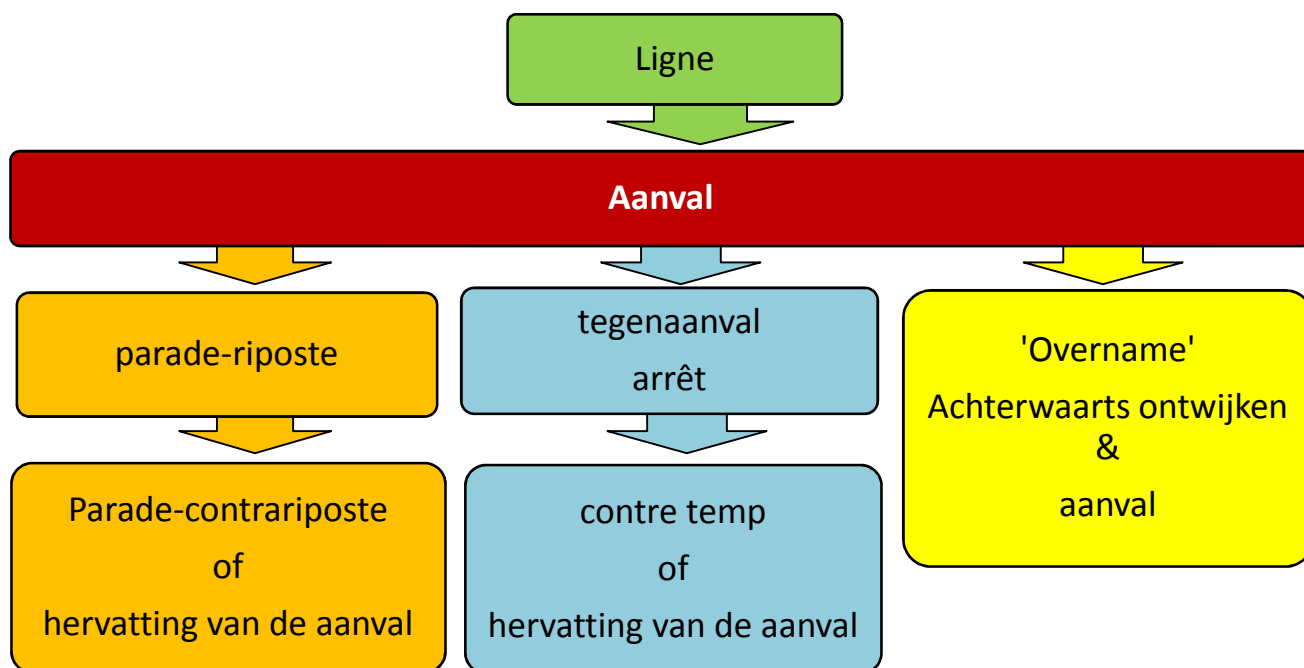 Ligne
Aanval
parade-riposte
tegenaanval
arrêt
'Overname'
Achterwaarts ontwijken
&
aanval
Parade-contrariposte
of
hervatting van de aanval
contre temp
of
hervatting van de aanval